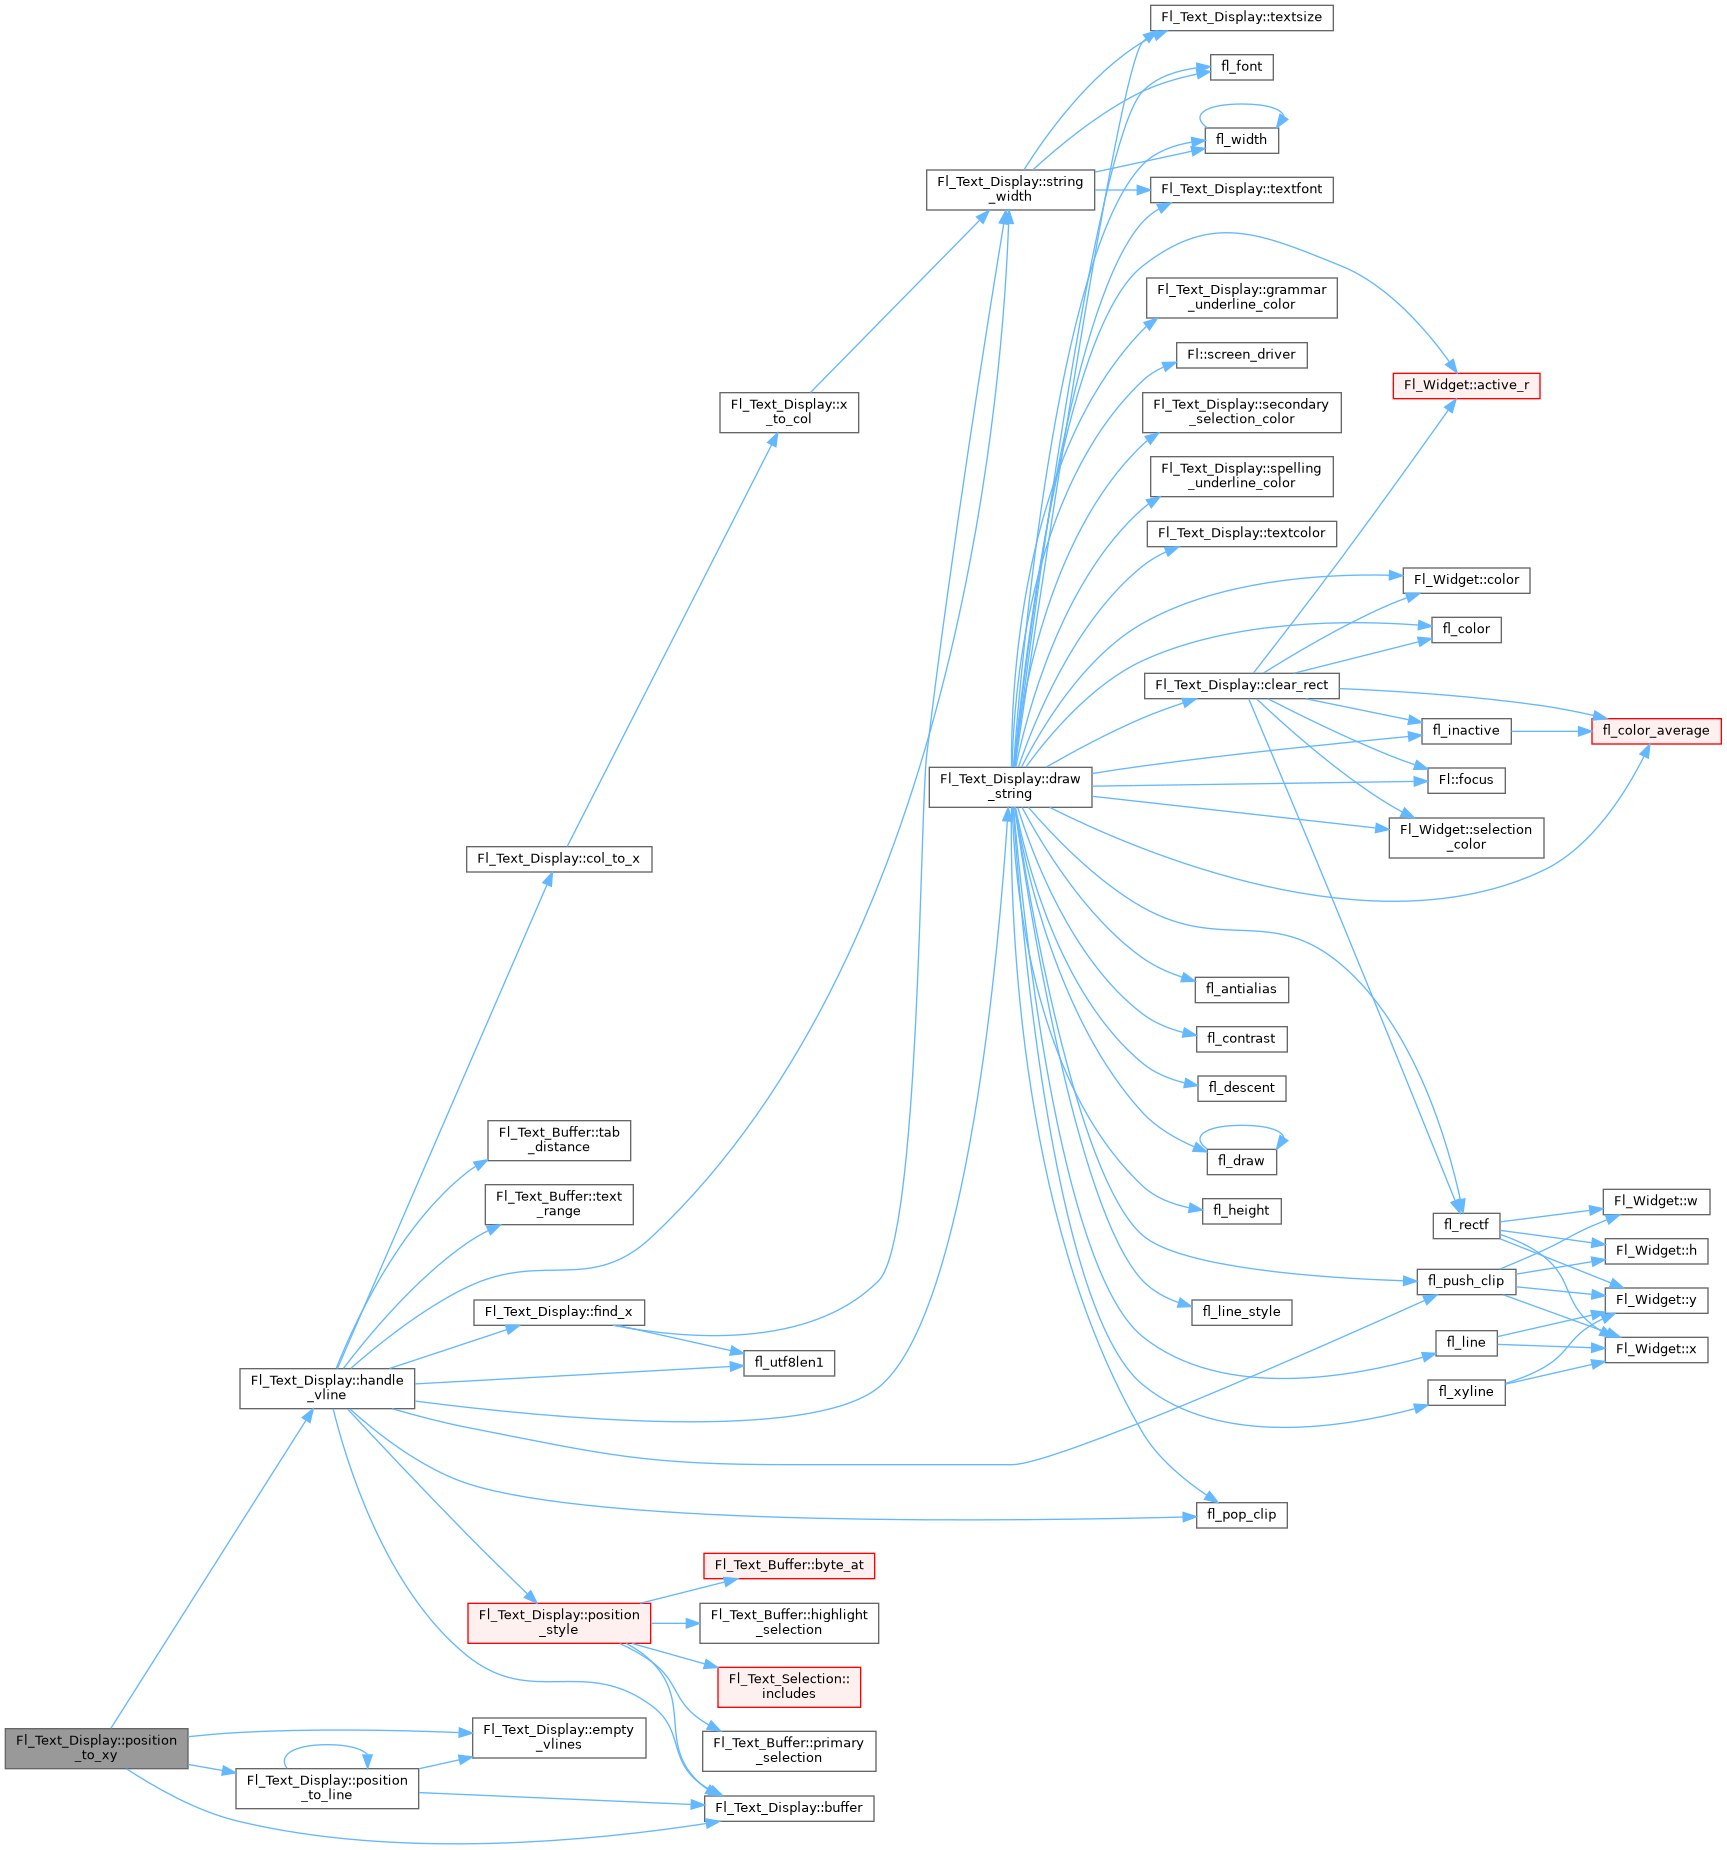 Fl_Text_Display::textsize
fl_font
fl_width
Fl_Text_Display::string
_width
Fl_Text_Display::textfont
Fl_Text_Display::grammar
_underline_color
Fl::screen_driver
Fl_Widget::active_r
Fl_Text_Display::x
_to_col
Fl_Text_Display::secondary
_selection_color
Fl_Text_Display::spelling
_underline_color
Fl_Text_Display::textcolor
Fl_Widget::color
fl_color
Fl_Text_Display::clear_rect
fl_inactive
fl_color_average
Fl_Text_Display::draw
_string
Fl::focus
Fl_Widget::selection
_color
Fl_Text_Display::col_to_x
fl_antialias
fl_contrast
fl_descent
Fl_Text_Buffer::tab
_distance
fl_draw
Fl_Text_Buffer::text
_range
fl_height
Fl_Widget::w
fl_rectf
Fl_Widget::h
fl_push_clip
Fl_Widget::y
Fl_Text_Display::find_x
fl_line_style
fl_line
Fl_Widget::x
fl_utf8len1
Fl_Text_Display::handle
_vline
fl_xyline
fl_pop_clip
Fl_Text_Buffer::byte_at
Fl_Text_Display::position
_style
Fl_Text_Buffer::highlight
_selection
Fl_Text_Selection::
includes
Fl_Text_Display::position
_to_xy
Fl_Text_Display::empty
_vlines
Fl_Text_Buffer::primary
_selection
Fl_Text_Display::position
_to_line
Fl_Text_Display::buffer